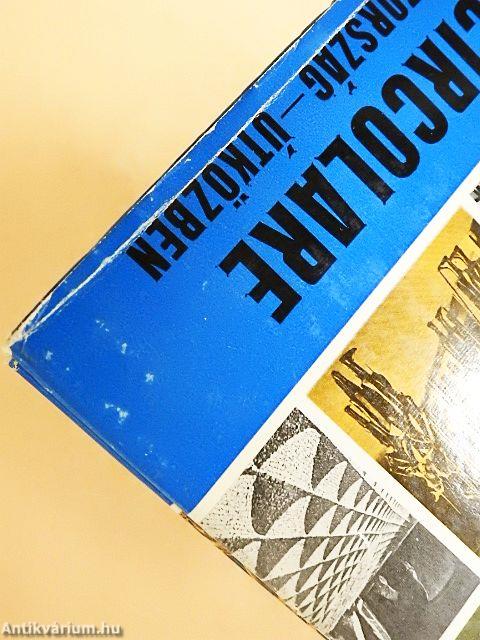 CIRCOLARE
ORSZÁG—ÚTKÖZBEN
Antikvárium.hu